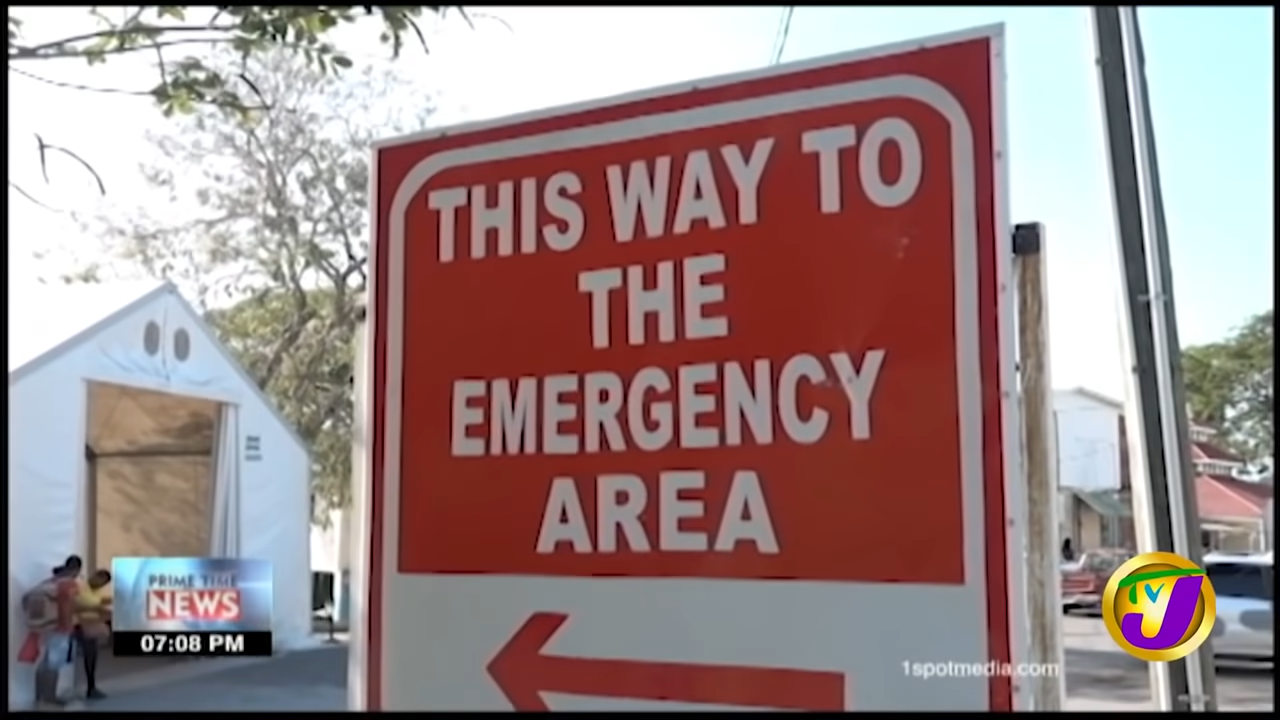 THIS WAY TO
THE
EMERGENCY
AREA
PRIME TIME
NEWS
07:08 PM
TVJ
1spotmedia.com